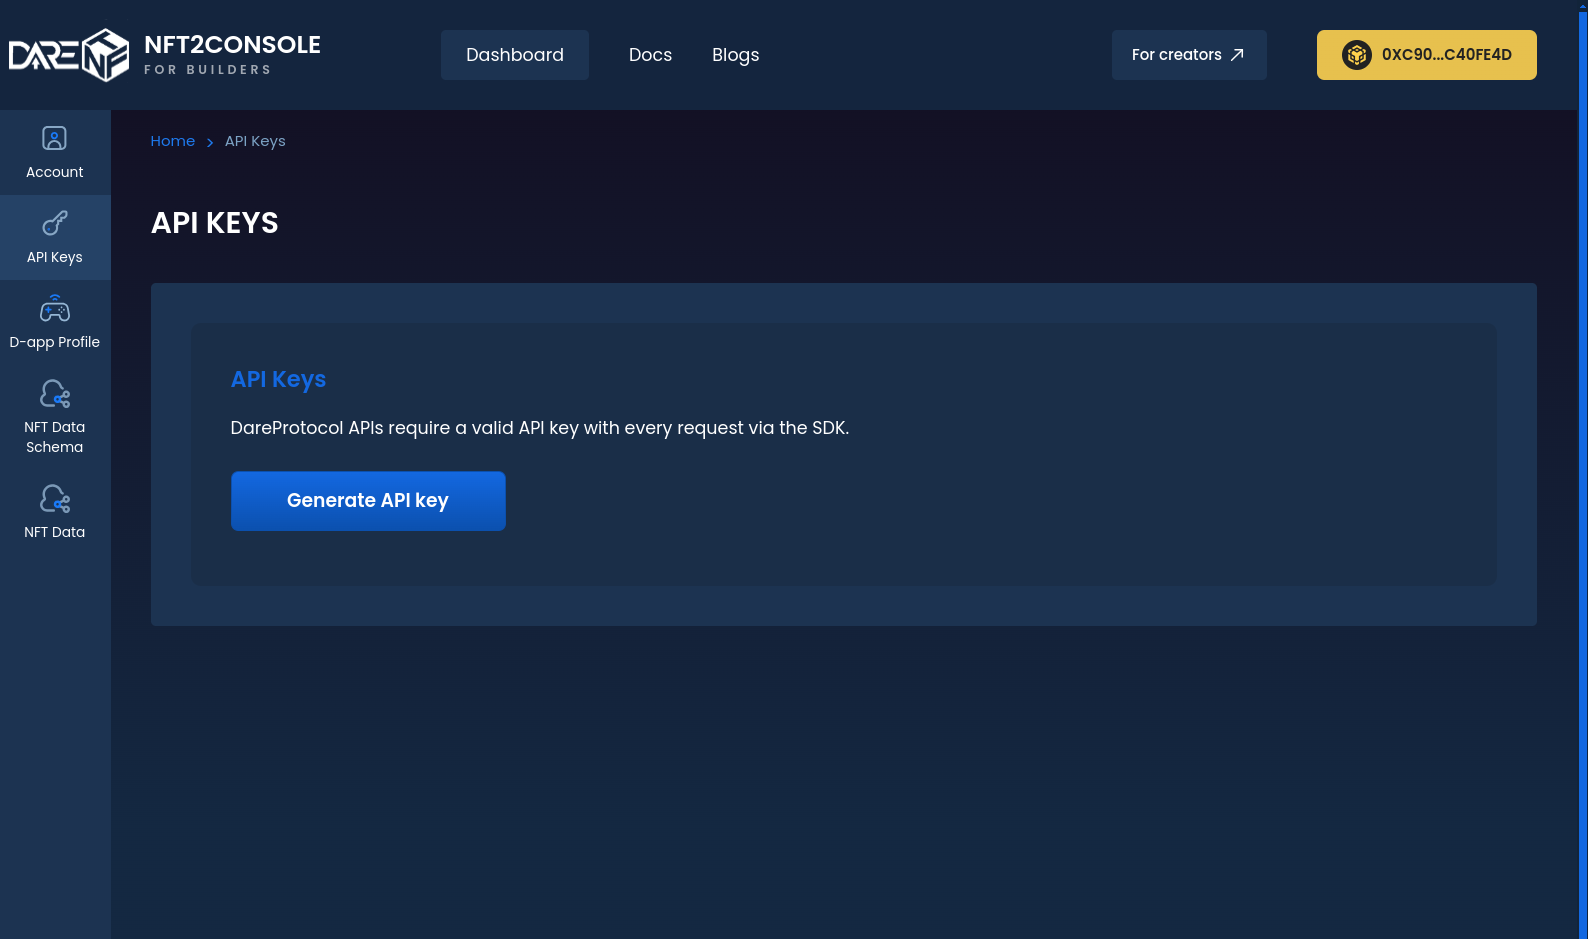 DARE NF NFT2CONSOLE
FOR BUILDERS
Dashboard
Docs
Blogs
For creators
0XC90...C40FE4D
Account
API Keys
D-app Profile
NFT Data
Schema
NFT Data
Home > API Keys
API KEYS
API Keys
DareProtocol APIs require a valid API key with every request via the SDK.
Generate API key